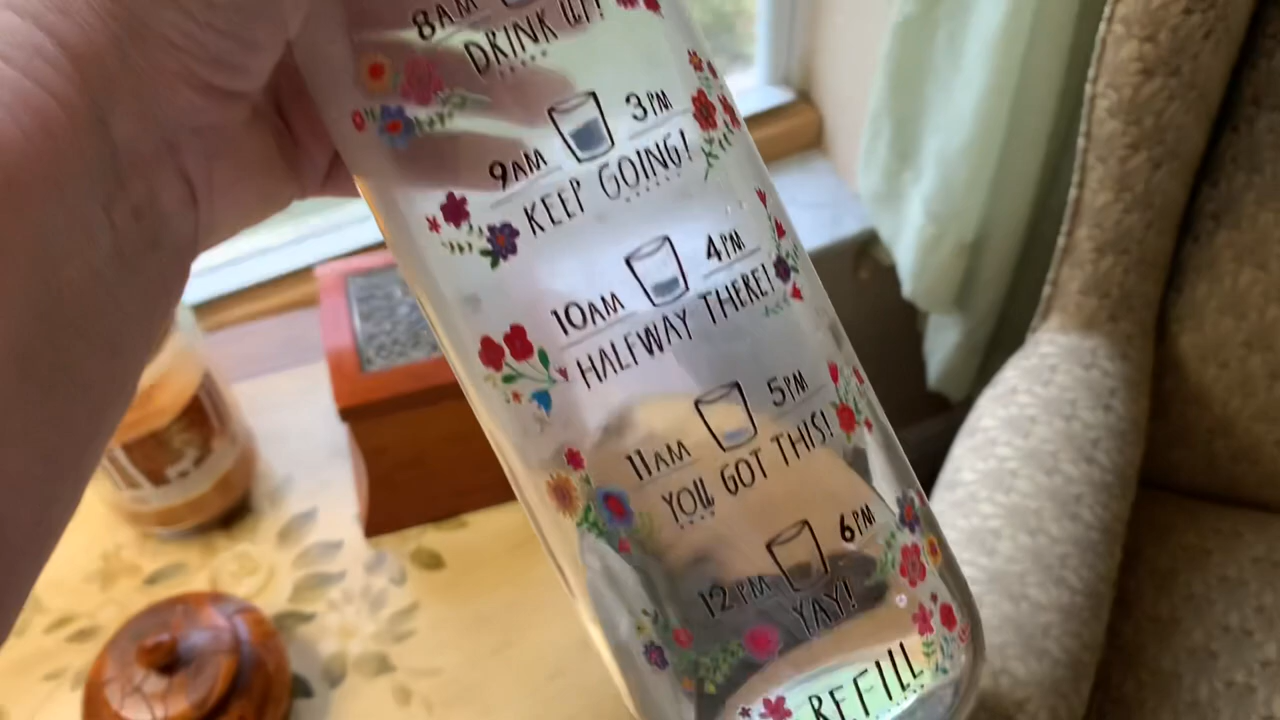 8AM
DRINK UP!
9AM 3PM
KEEP GOING!
10AM 4PM
HALFWAY THERE!
11AM 5PM
YOU GOT THIS!
12PM 6PM
YAY!
REFILL